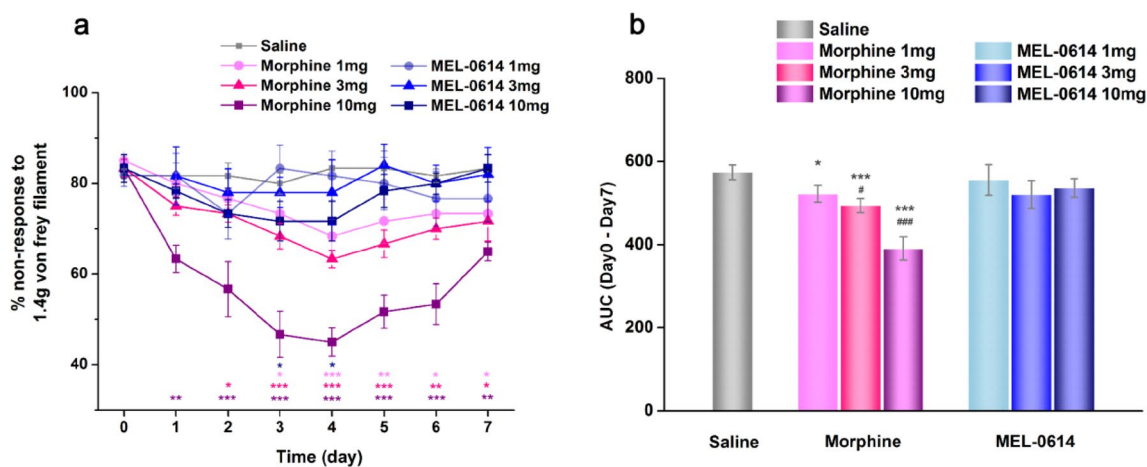 a
Saline
Morphine 1mg
MEL-0614 1mg
Morphine 3mg
MEL-0614 3mg
Morphine 10mg
MEL-0614 10mg
% non-response to
1.4g von frey filament
100
80
60
40
*
* *** ** * *
* *** *** *** ** *
** *** *** *** *** *** **
0 1 2 3 4 5 6 7
Time (day)
b
Saline
Morphine 1mg
MEL-0614 1mg
Morphine 3mg
MEL-0614 3mg
Morphine 10mg
MEL-0614 10mg
AUC (Day0 - Day7)
800
600
400
200
0
*
***
#
***
###
Saline Morphine MEL-0614